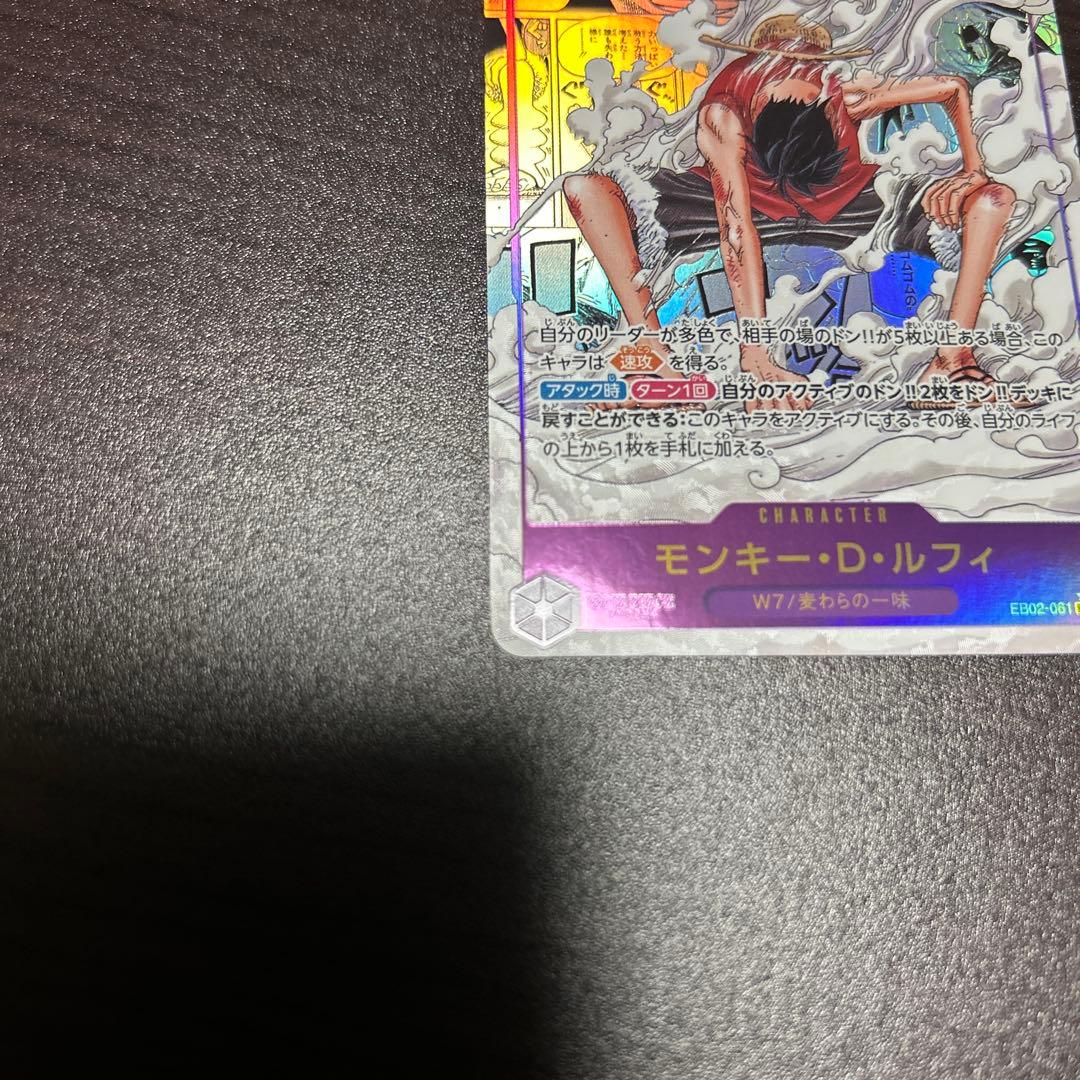 自分のリーダーが多色で、相手の場のドン!!が5枚以上ある場合、この
キャラは 速攻 を得る。
アタック時 ターン1回 自分のアクティブのドン!!2枚をドン!!デッキに
戻すことができる:このキャラをアクティブにする。その後、自分のライフ
の上から1枚を手札に加える。
CHARACTER
モンキー・D・ルフィ
W7/麦わらの一味
EB02-061